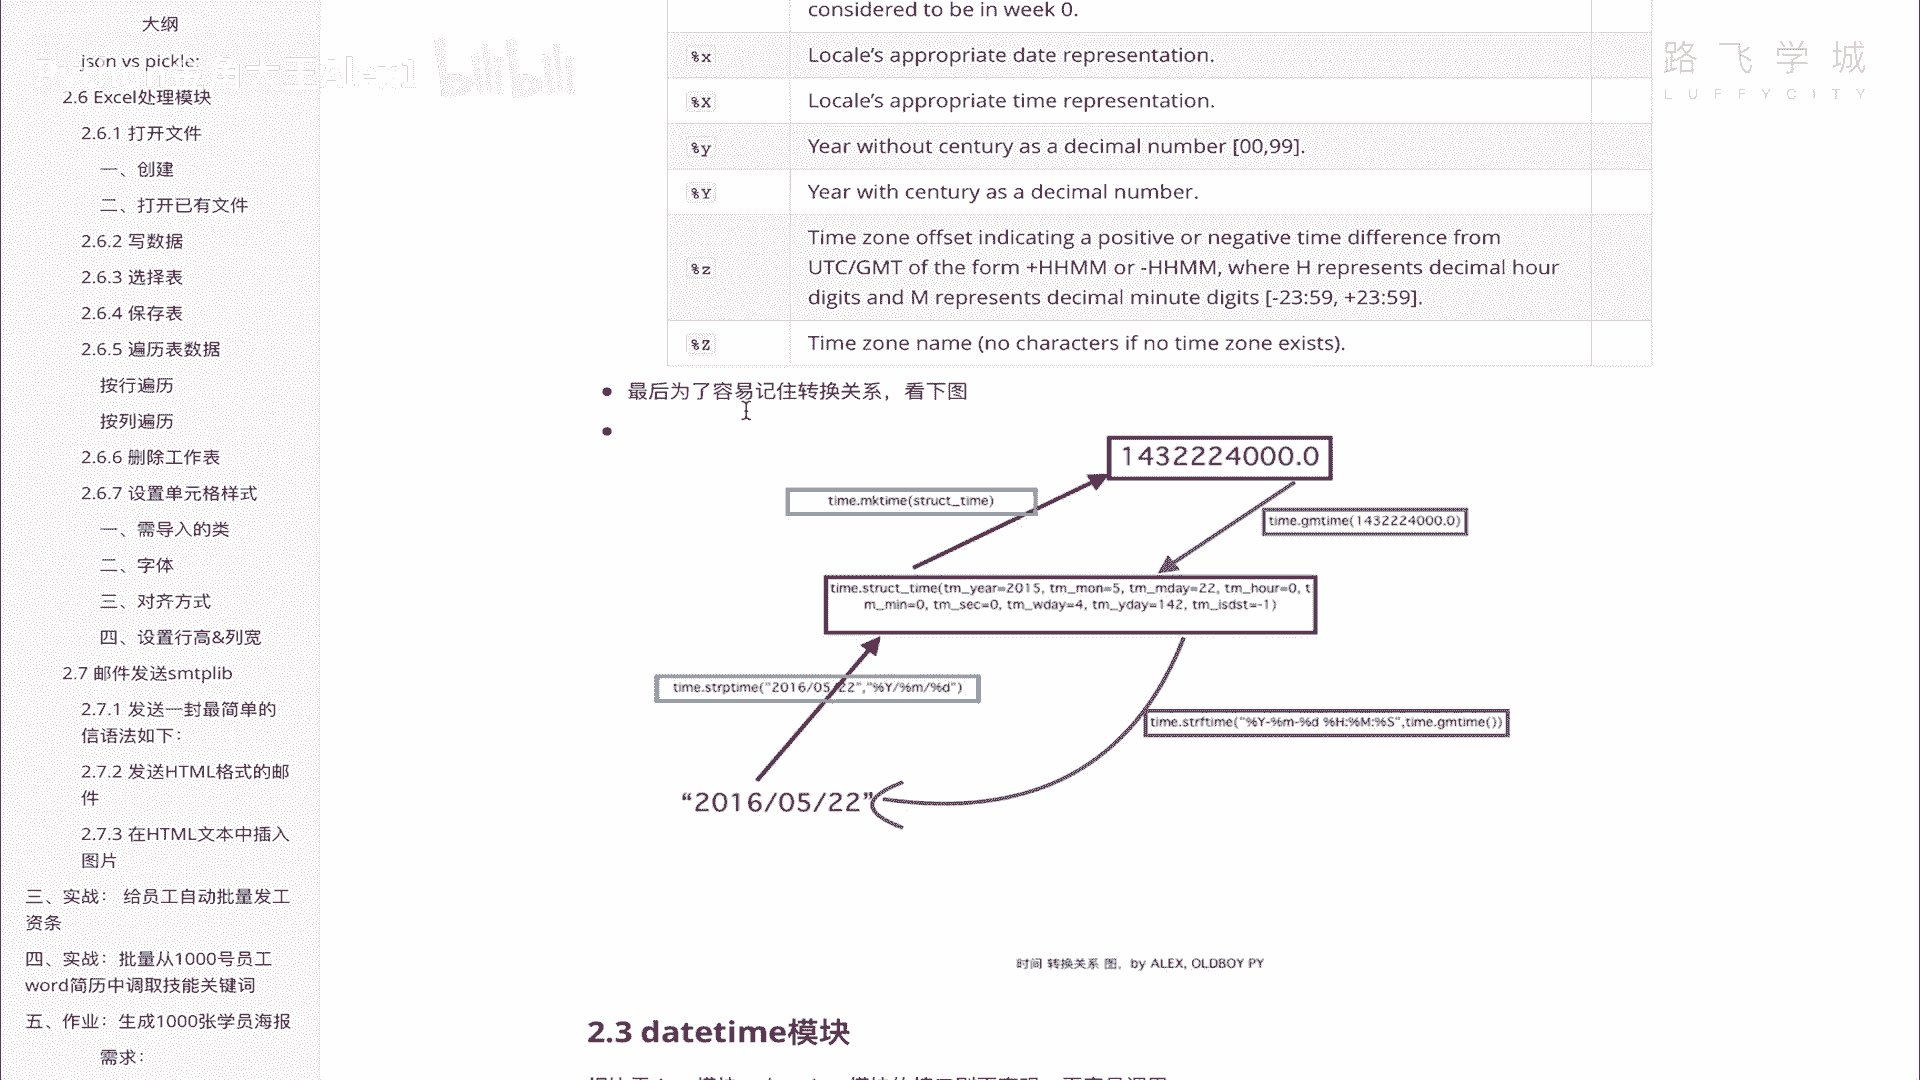 大纲
json vs pickle:
2.6 Excel处理模块
2.6.1 打开文件
一、创建
二、打开已有文件
2.6.2 写数据
2.6.3 选择表
2.6.4 保存表
2.6.5 遍历表数据
按行遍历
按列遍历
2.6.6 删除工作表
2.6.7 设置单元格样式
一、需导入的类
二、字体
三、对齐方式
四、设置行高&列宽
2.7 邮件发送smtplib
2.7.1 发送一封最简单的
信语法如下：
2.7.2 发送HTML格式的邮
件
2.7.3 在HTML文本中插入
图片
三、实战： 给员工自动批量发工
资条
四、实战：批量从1000号员工
word简历中调取技能关键词
五、作业：生成1000张学员海报
需求：
bilibili
路飞学城
LUFFYCITY
considered to be in week 0.
%x Locale’s appropriate date representation.
%X Locale’s appropriate time representation.
%y Year without century as a decimal number [00,99].
%Y Year with century as a decimal number.
%z Time zone offset indicating a positive or negative time difference from
UTC/GMT of the form +HHMM or -HHMM, where H represents decimal hour
digits and M represents decimal minute digits [-23:59, +23:59].
%Z Time zone name (no characters if no time zone exists).
• 最后为了容易记住转换关系，看下图
•
1432224000.0
time.mktime(struct_time)
time.gmtime(1432224000.0)
time.struct_time(tm_year=2015, tm_mon=5, tm_mday=22, tm_hour=0, t
m_min=0, tm_sec=0, tm_wday=4, tm_yday=142, tm_isdst=-1)
time.strptime("2016/05/22","%Y/%m/%d")
time.strftime("%Y-%m-%d %H:%M:%S",time.gmtime())
“2016/05/22”
时间 转换关系 图，by ALEX, OLDBOY PY
2.3 datetime模块